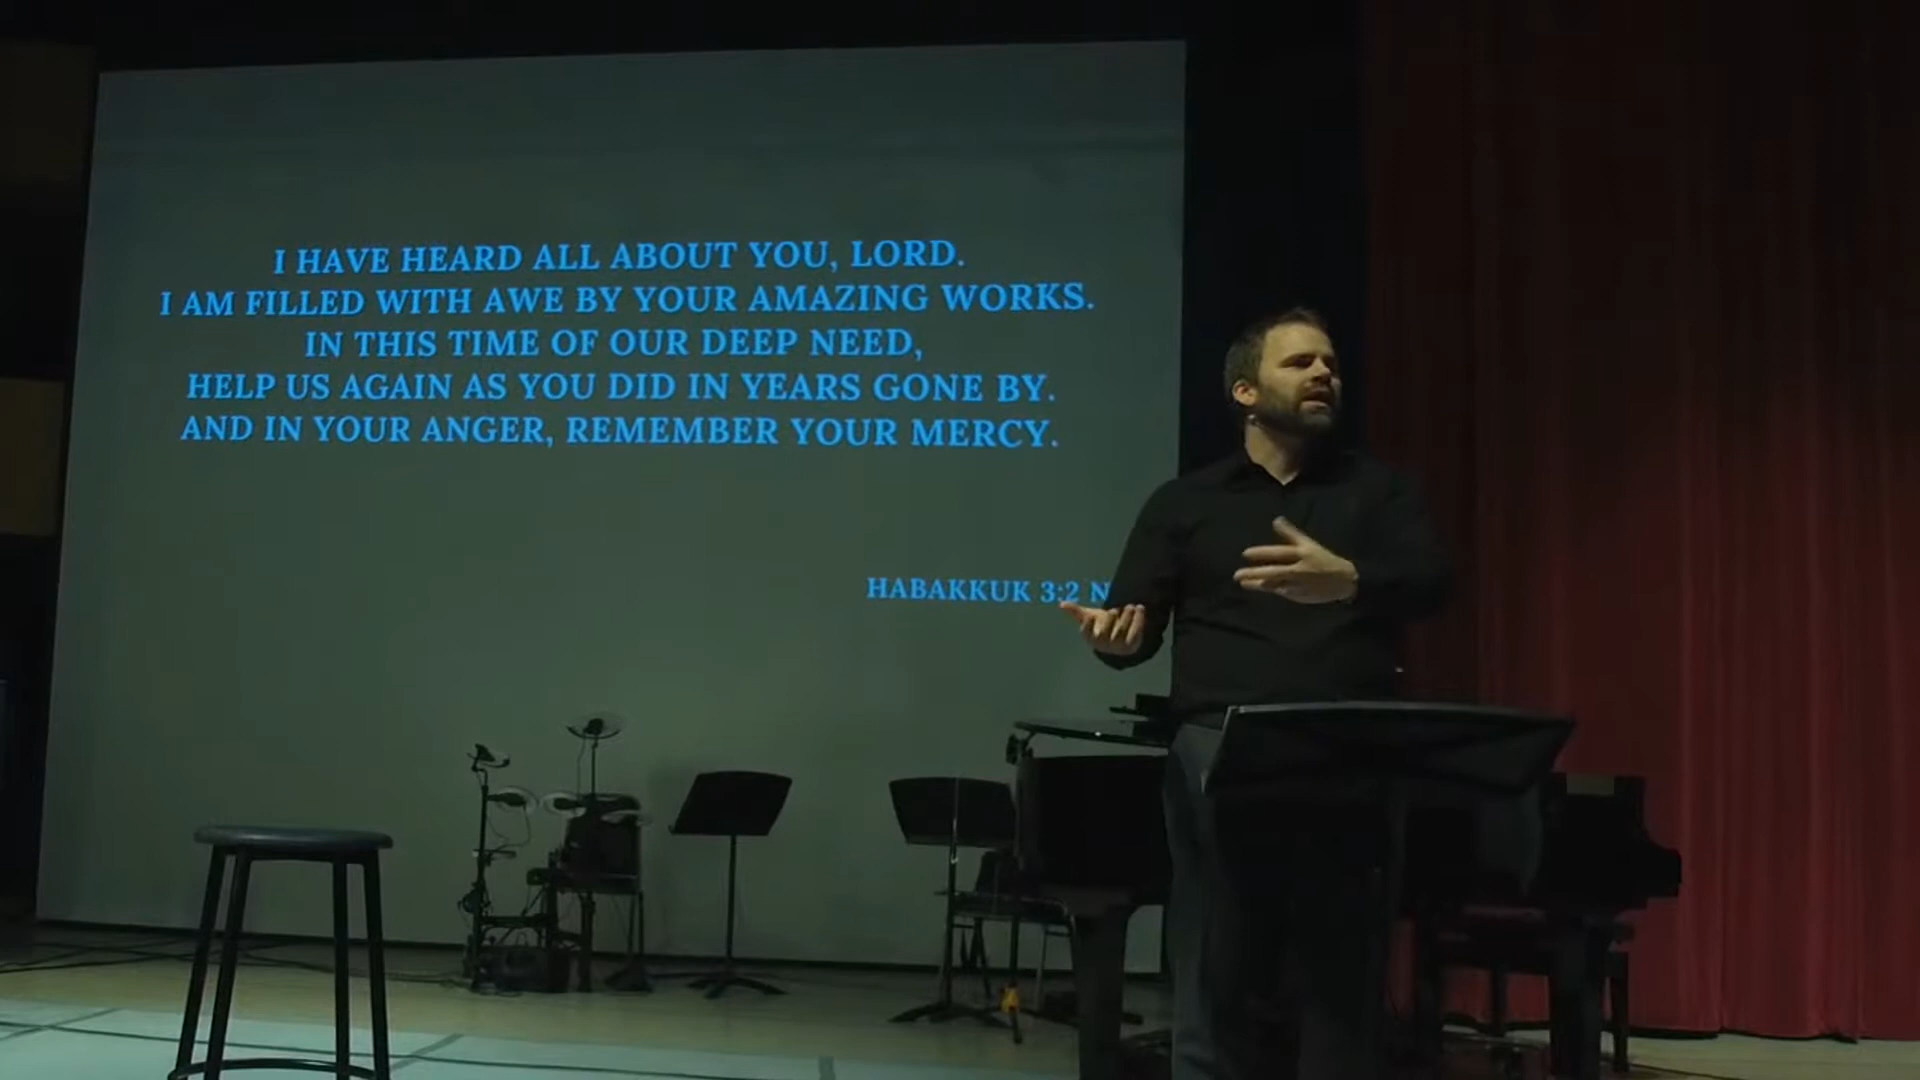 I HAVE HEARD ALL ABOUT YOU, LORD.
I AM FILLED WITH AWE BY YOUR AMAZING WORKS.
IN THIS TIME OF OUR DEEP NEED,
HELP US AGAIN AS YOU DID IN YEARS GONE BY.
AND IN YOUR ANGER, REMEMBER YOUR MERCY.
HABAKKUK 3:2